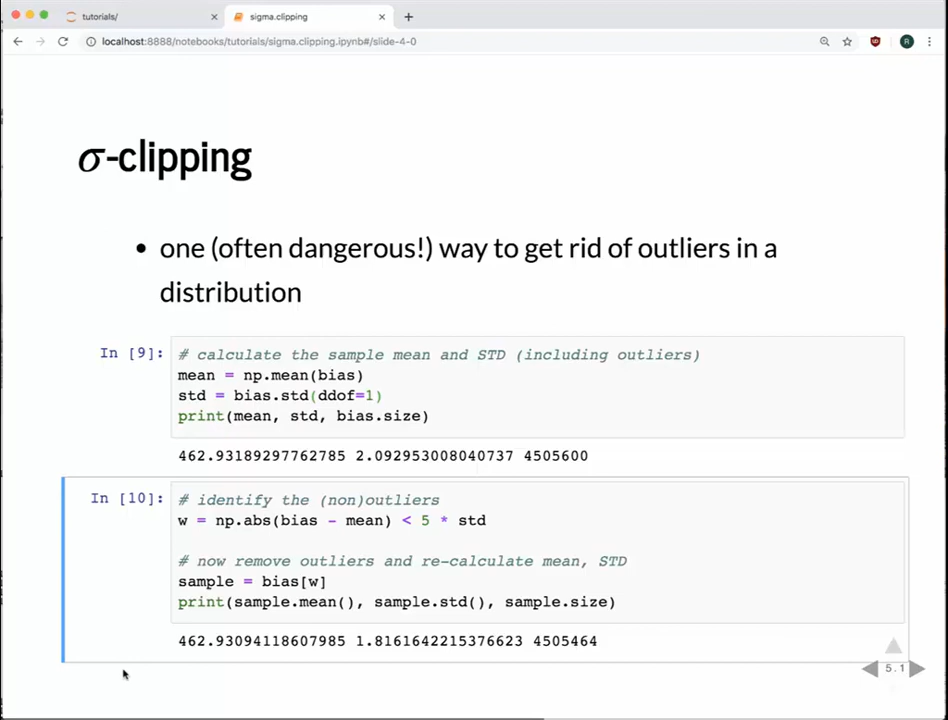 tutorials/
sigma.clipping
localhost:8888/notebooks/tutorials/sigma.clipping.ipynb#/slide-4-0
R
σ-clipping
• one (often dangerous!) way to get rid of outliers in a
distribution
In [9]:
# calculate the sample mean and STD (including outliers)
mean = np.mean(bias)
std = bias.std(ddof=1)
print(mean, std, bias.size)
462.93189297762785 2.092953008040737 4505600
In [10]:
# identify the (non)outliers
w = np.abs(bias - mean) < 5 * std
# now remove outliers and re-calculate mean, STD
sample = bias[w]
print(sample.mean(), sample.std(), sample.size)
462.93094118607985 1.8161642215376623 4505464
5.1